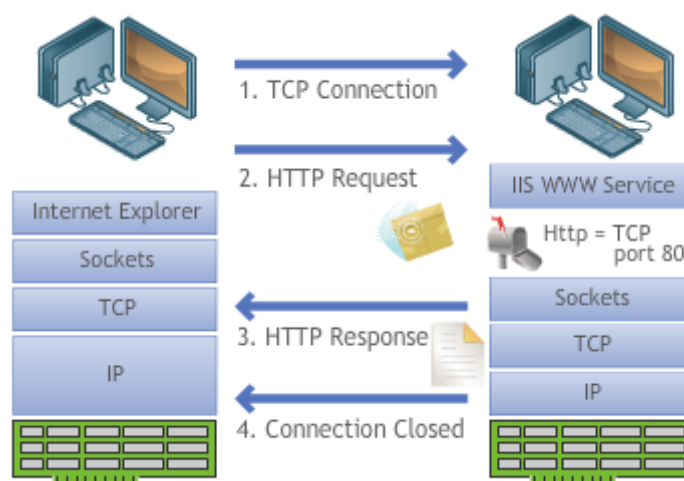 1. TCP Connection
2. HTTP Request
IIS WWW Service
Internet Explorer
Http = TCP
port 80
Sockets
Sockets
TCP
3. HTTP Response
TCP
IP
IP
4. Connection Closed